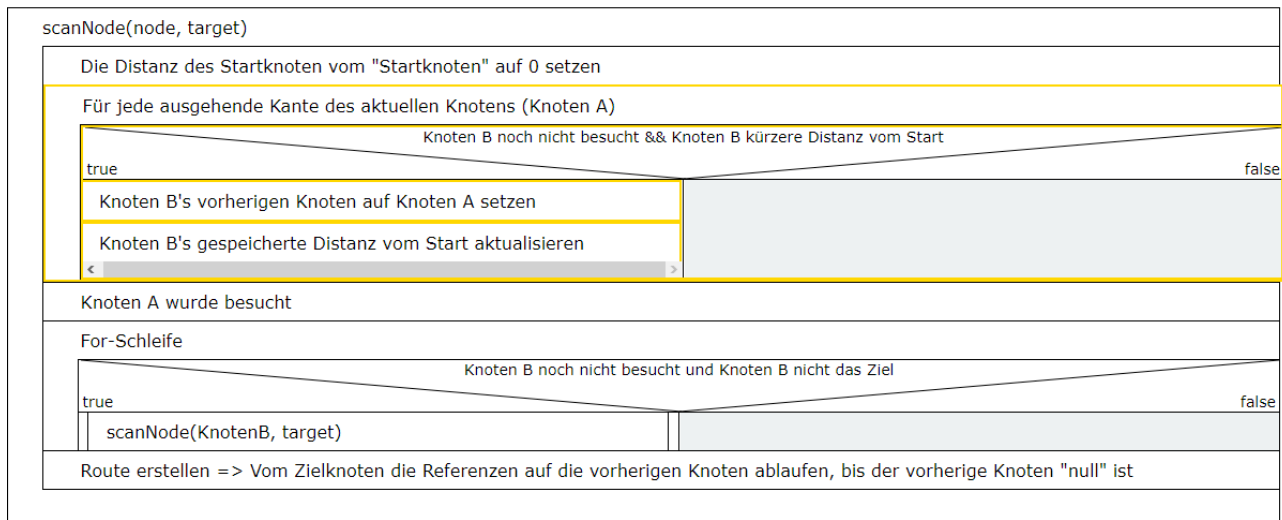 scanNode(node, target)
Die Distanz des Startknoten vom "Startknoten" auf 0 setzen
Für jede ausgehende Kante des aktuellen Knotens (Knoten A)
Knoten B noch nicht besucht && Knoten B kürzere Distanz vom Start
true
false
Knoten B's vorherigen Knoten auf Knoten A setzen
Knoten B's gespeicherte Distanz vom Start aktualisieren
Knoten A wurde besucht
For-Schleife
Knoten B noch nicht besucht und Knoten B nicht das Ziel
true
false
scanNode(KnotenB, target)
Route erstellen => Vom Zielknoten die Referenzen auf die vorherigen Knoten ablaufen, bis der vorherige Knoten "null" ist